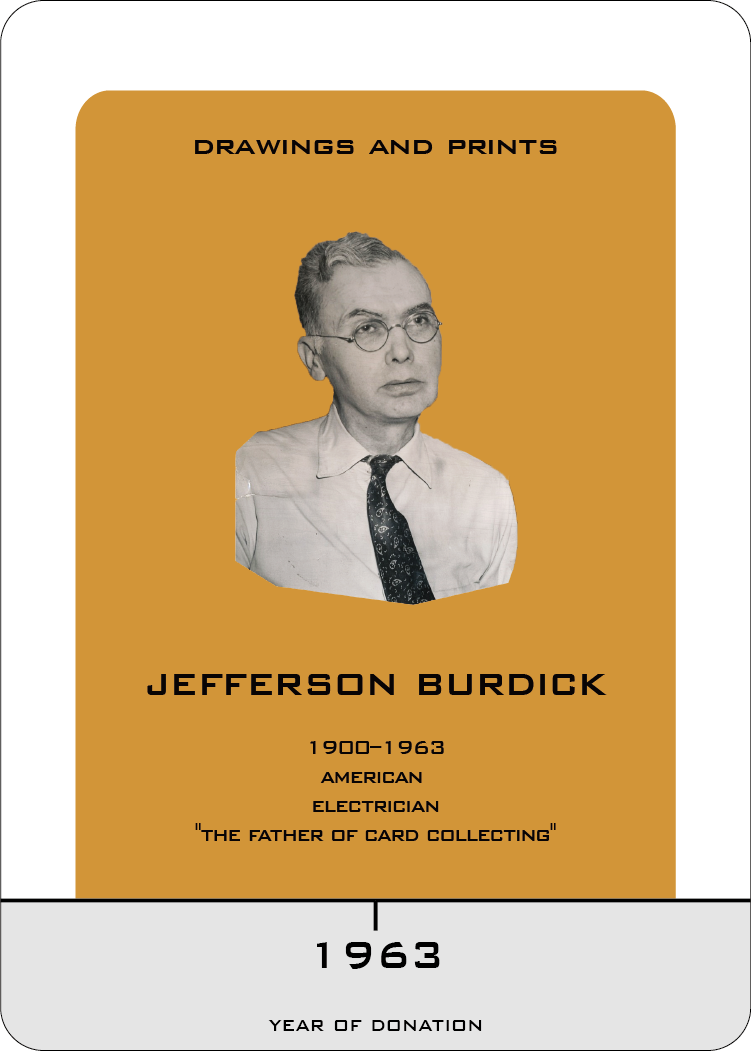 DRAWINGS AND PRINTS
JEFFERSON BURDICK
1900–1963
AMERICAN
ELECTRICIAN
"THE FATHER OF CARD COLLECTING"
1963
YEAR OF DONATION